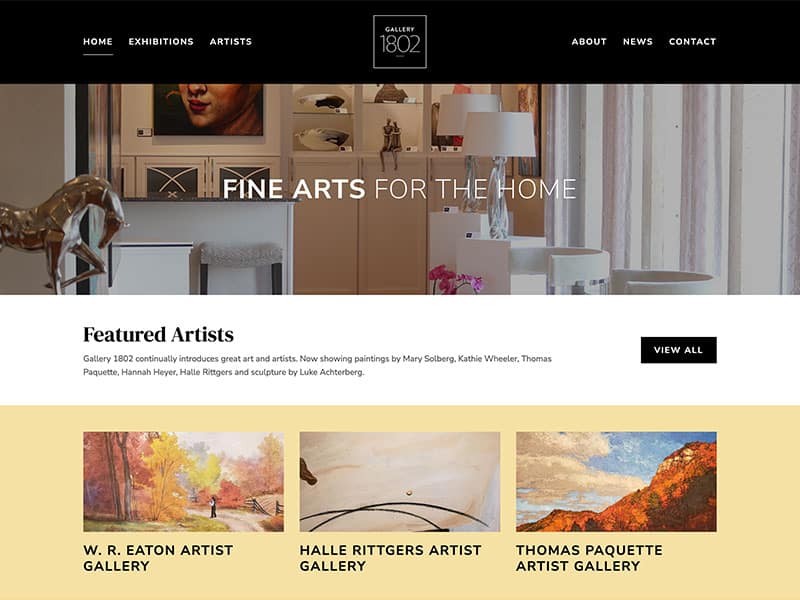 HOME EXHIBITIONS ARTISTS
GALLERY
1802
ABOUT NEWS CONTACT
FINE ARTS FOR THE HOME
Featured Artists
Gallery 1802 continually introduces great art and artists. Now showing paintings by Mary Solberg, Kathie Wheeler, Thomas
Paquette, Hannah Heyer, Halle Rittgers and sculpture by Luke Achterberg.
VIEW ALL
W. R. EATON ARTIST
GALLERY
HALLE RITTGERS ARTIST
GALLERY
THOMAS PAQUETTE
ARTIST GALLERY